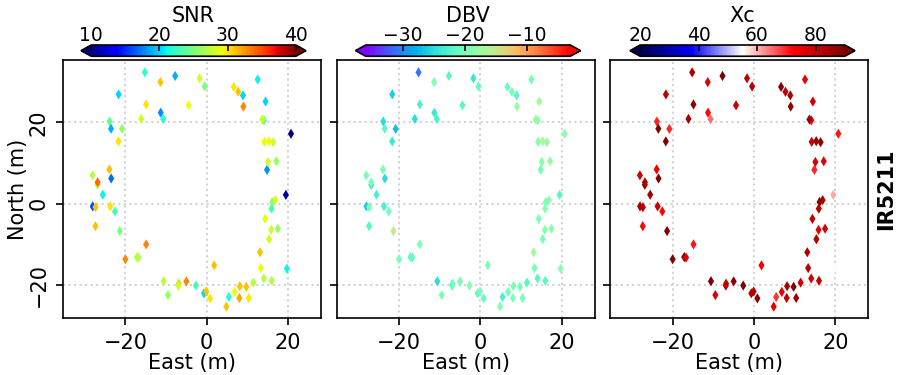 SNR DBV Xc
10 20 30 40 −30 −20 −10 20 40 60 80
20
0
−20
North (m)
IR5211
−20 0 20 −20 0 20 −20 0 20
East (m) East (m) East (m)